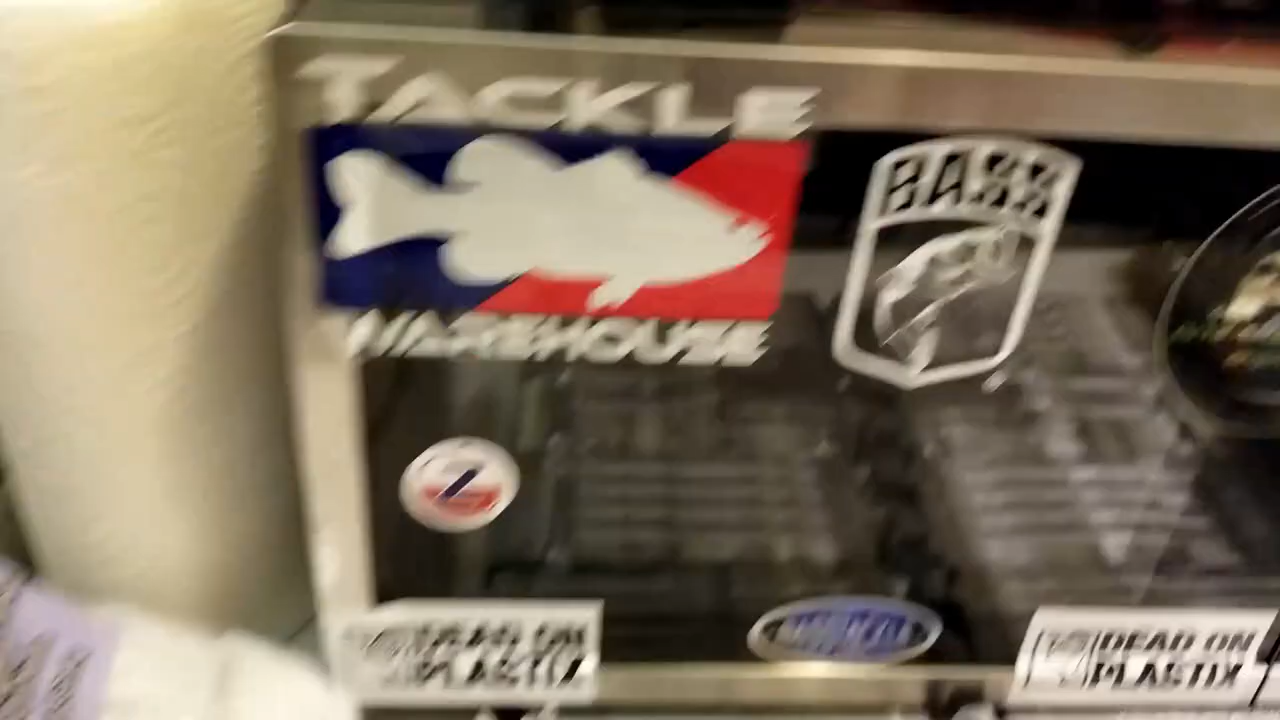 TACKLE
WAREHOUSE
BASS
DEAD ON
PLASTIX
DEAD ON
PLASTIX